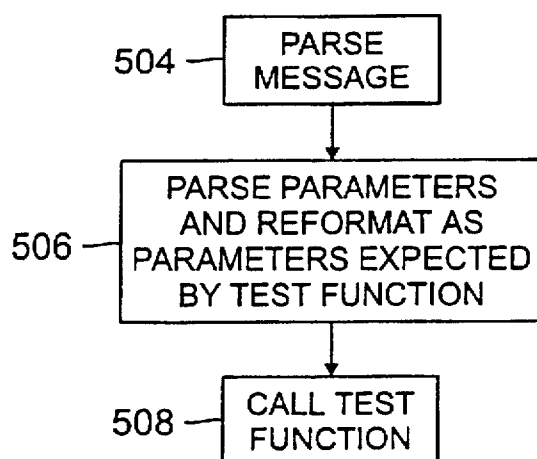 504
PARSE
MESSAGE
506
PARSE PARAMETERS
AND REFORMAT AS
PARAMETERS EXPECTED
BY TEST FUNCTION
508
CALL TEST
FUNCTION